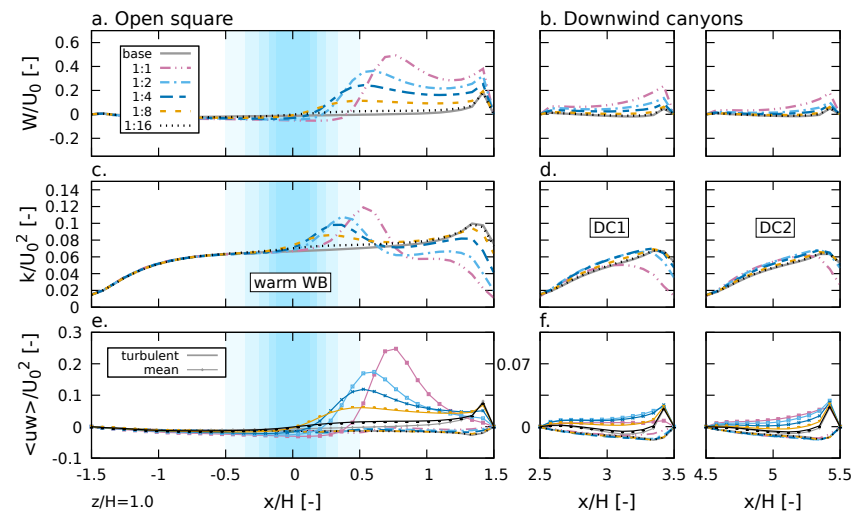 a. Open square
b. Downwind canyons
W/U0 [-]
0.6
0.4
0.2
0
-0.2
base
1:1
1:2
1:4
1:8
1:16
c.
d.
k/U0² [-]
0.14
0.12
0.1
0.08
0.06
0.04
0.02
0
warm WB
DC1
DC2
e.
f.
<uw>/U0² [-]
0.3
0.2
0.1
0
-0.1
turbulent
mean
0.07
0
-1.5 -1 -0.5 0 0.5 1 1.5
2.5 3 3.5
4.5 5 5.5
z/H=1.0
x/H [-]
x/H [-]
x/H [-]